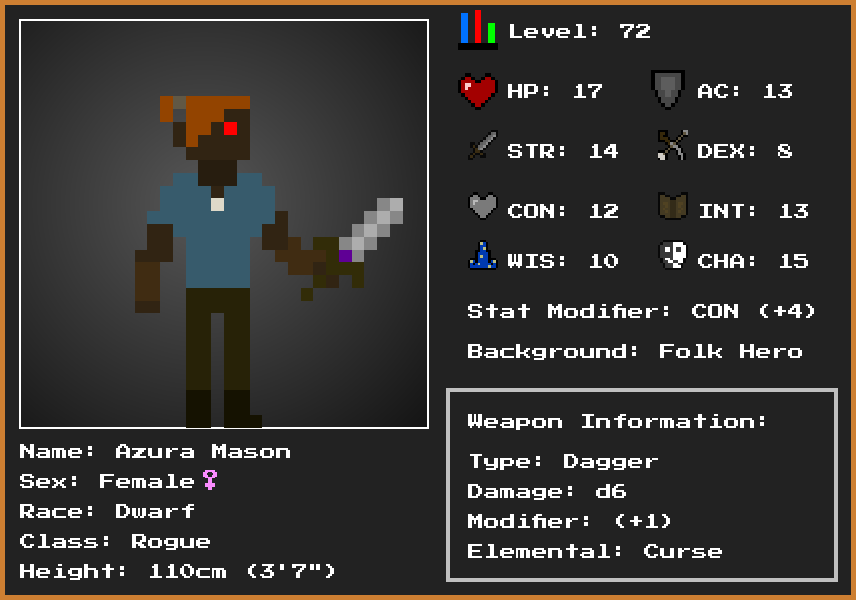 Level: 72
HP: 17
AC: 13
STR: 14
DEX: 8
CON: 12
INT: 13
WIS: 10
CHA: 15
Stat Modifier: CON (+4)
Background: Folk Hero
Weapon Information:
Type: Dagger
Damage: d6
Modifier: (+1)
Elemental: Curse
Name: Azura Mason
Sex: Female♀
Race: Dwarf
Class: Rogue
Height: 110cm (3'7")